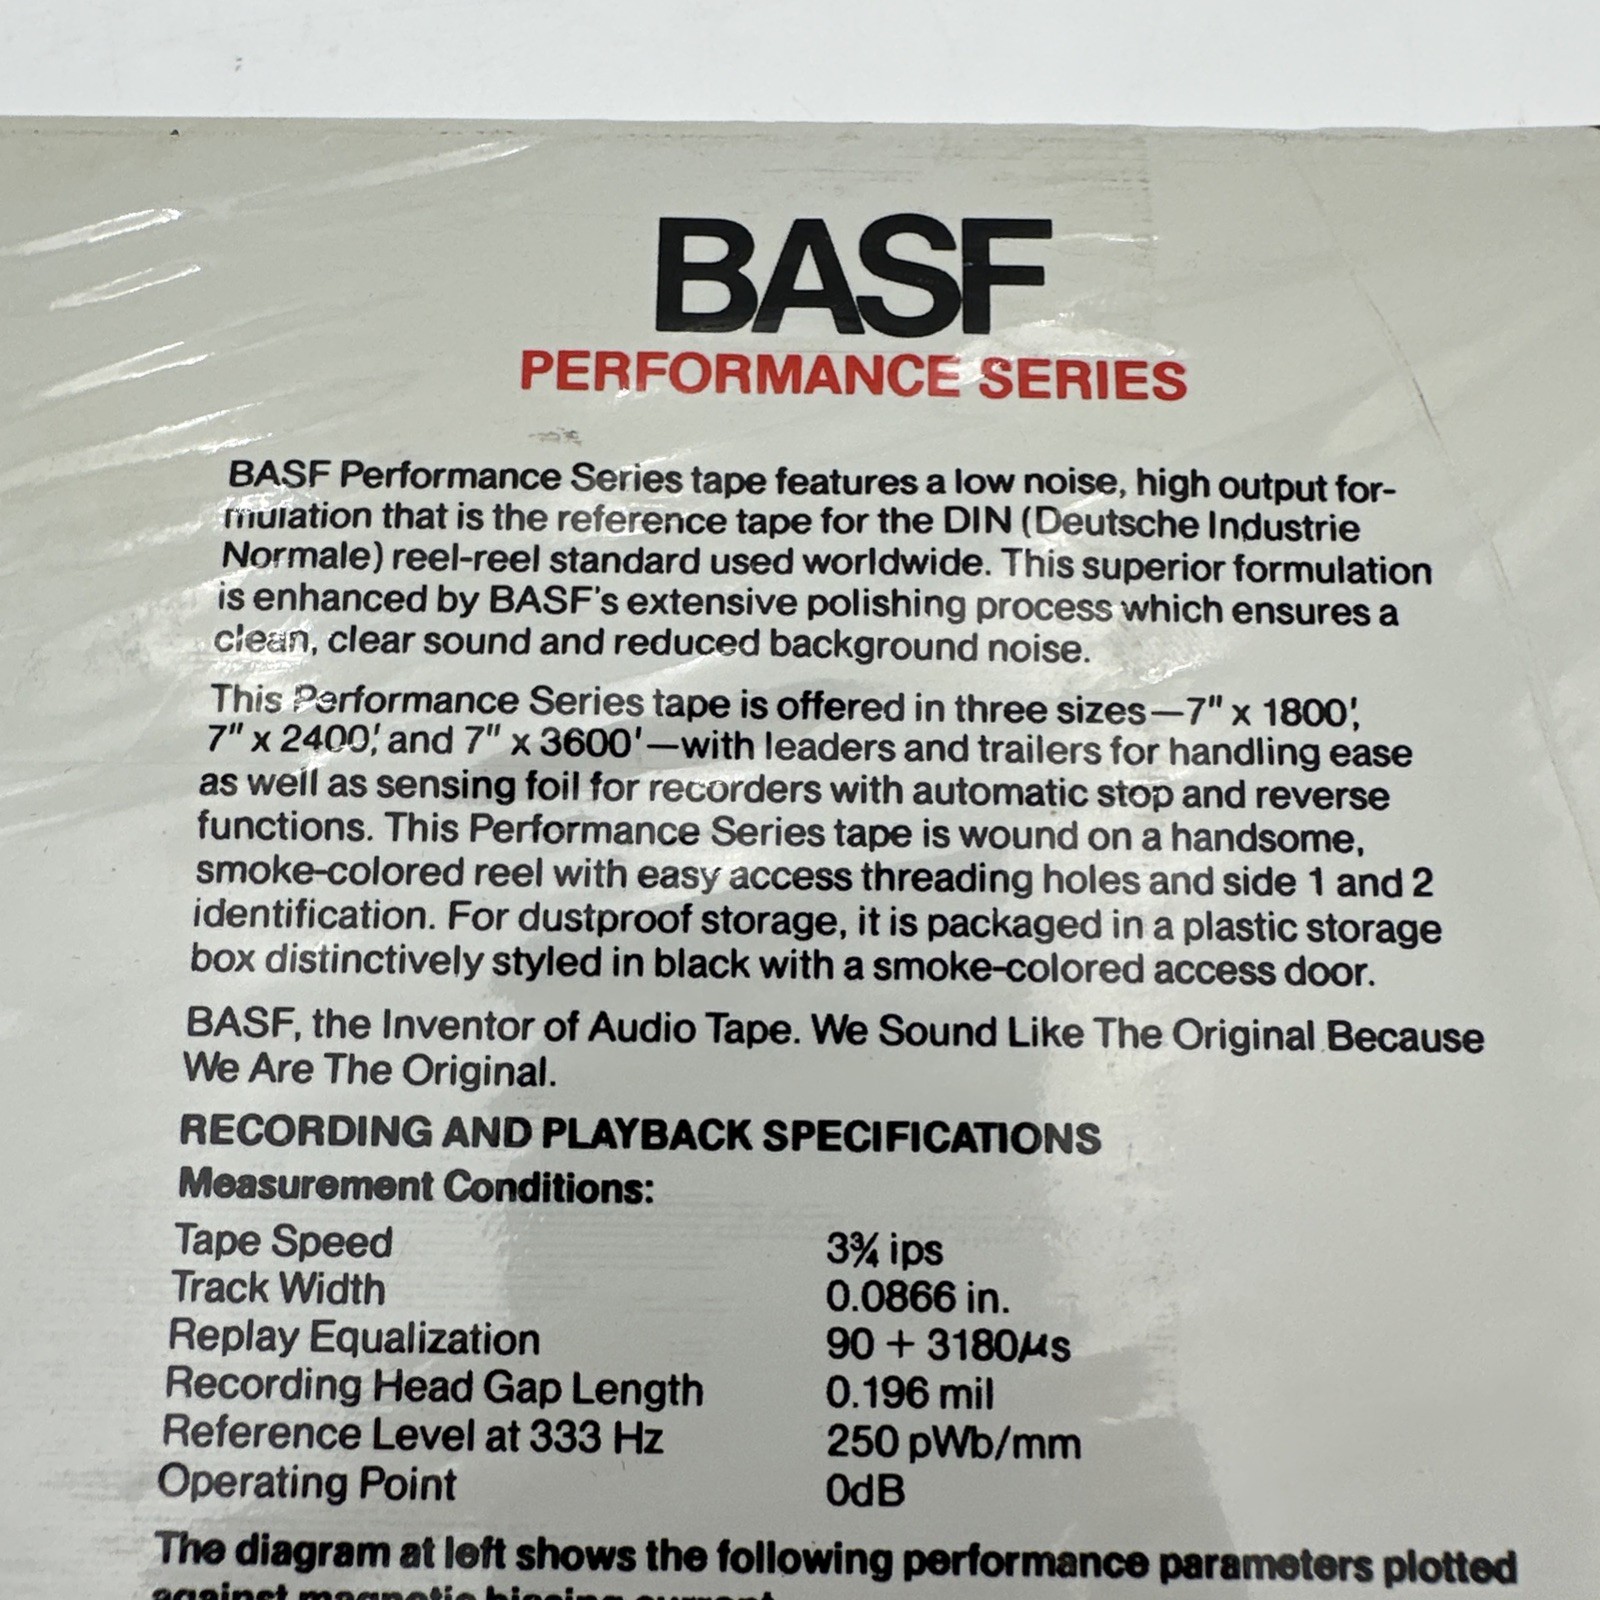 BASF
PERFORMANCE SERIES
BASF Performance Series tape features a low noise, high output for-
mulation that is the reference tape for the DIN (Deutsche Industrie
Normale) reel-reel standard used worldwide. This superior formulation
is enhanced by BASF's extensive polishing process which ensures a
clean, clear sound and reduced background noise.
This Performance Series tape is offered in three sizes—7" x 1800',
7" x 2400', and 7" x 3600'—with leaders and trailers for handling ease
as well as sensing foil for recorders with automatic stop and reverse
functions. This Performance Series tape is wound on a handsome,
smoke-colored reel with easy access threading holes and side 1 and 2
identification. For dustproof storage, it is packaged in a plastic storage
box distinctively styled in black with a smoke-colored access door.
BASF, the Inventor of Audio Tape. We Sound Like The Original Because
We Are The Original.
RECORDING AND PLAYBACK SPECIFICATIONS
Measurement Conditions:
Tape Speed 3¾ ips
Track Width 0.0866 in.
Replay Equalization 90 + 3180µs
Recording Head Gap Length 0.196 mil
Reference Level at 333 Hz 250 pWb/mm
Operating Point 0dB
The diagram at left shows the following performance parameters plotted
against magnetic biasing current